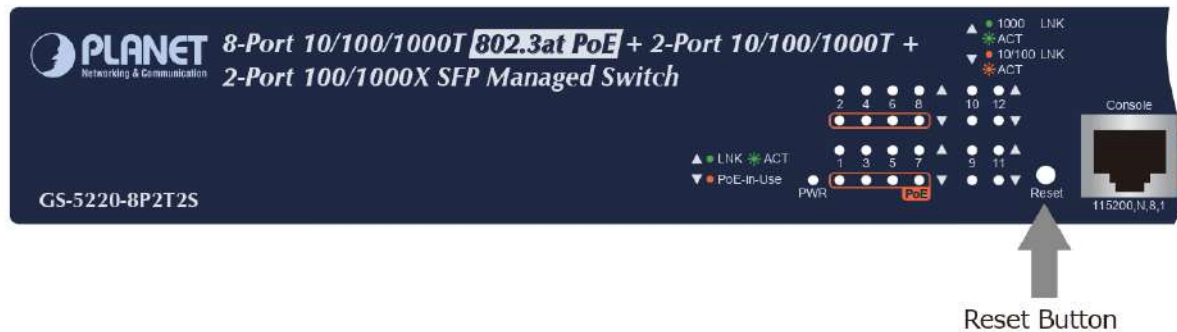 PLANET
Networking & Communication
8-Port 10/100/1000T 802.3at PoE + 2-Port 10/100/1000T +
2-Port 100/1000X SFP Managed Switch
1000 LNK
ACT
10/100 LNK
ACT
2 4 6 8 10 12
LNK ACT
PoE-in-Use
1 3 5 7 9 11
PWR
PoE
Reset
Console
115200,N,8,1
GS-5220-8P2T2S
Reset Button